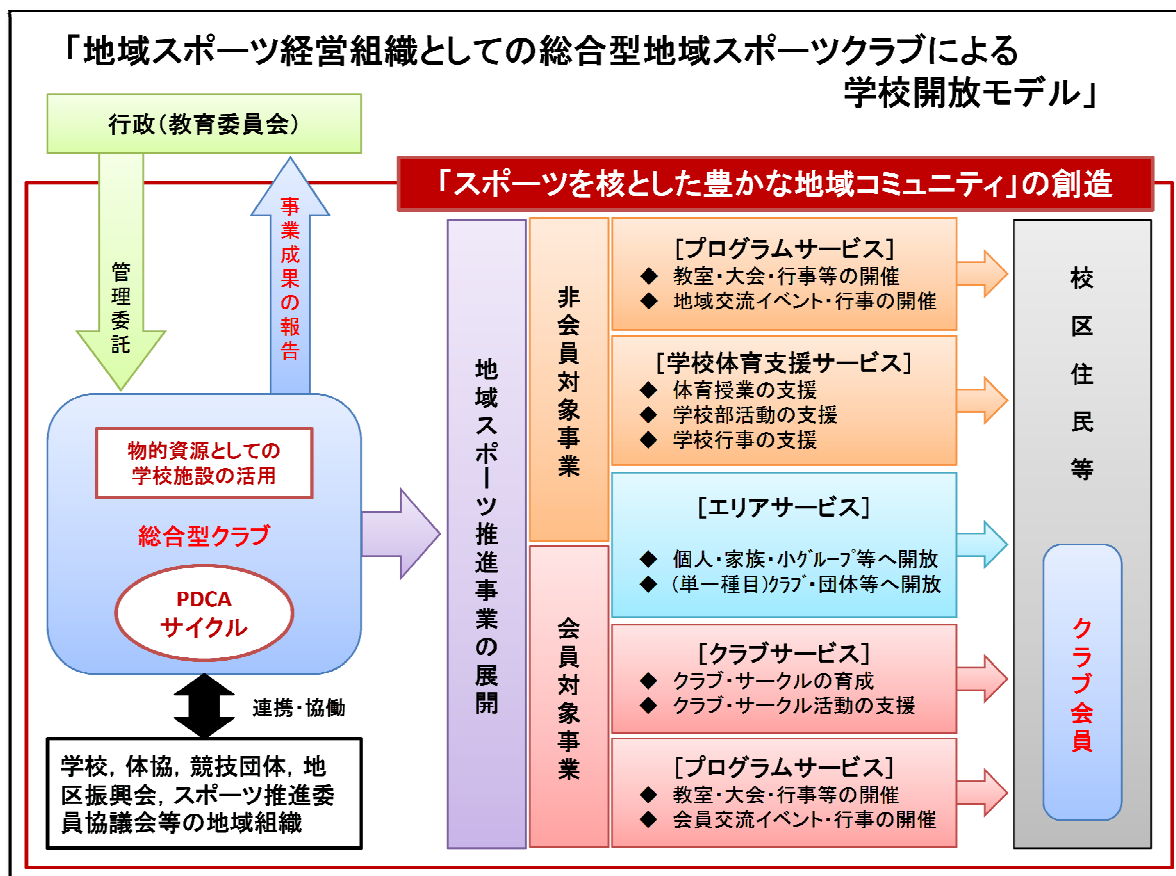 「地域スポーツ経営組織としての総合型地域スポーツクラブによる
学校開放モデル」
行政(教育委員会)
「スポーツを核とした豊かな地域コミュニティ」の創造
管理委託
事業成果の報告
物的資源としての
学校施設の活用
総合型クラブ
PDCA
サイクル
連携・協働
学校, 体協, 競技団体, 地
区振興会, スポーツ推進委
員協議会等の地域組織
地域スポーツ推進事業の展開
非会員対象事業
[プログラムサービス]
◆ 教室・大会・行事等の開催
◆ 地域交流イベント・行事の開催
[学校体育支援サービス]
◆ 体育授業の支援
◆ 学校部活動の支援
◆ 学校行事の支援
[エリアサービス]
◆ 個人・家族・小グループ等へ開放
◆ (単一種目)クラブ・団体等へ開放
会員対象事業
[クラブサービス]
◆ クラブ・サークルの育成
◆ クラブ・サークル活動の支援
[プログラムサービス]
◆ 教室・大会・行事等の開催
◆ 会員交流イベント・行事の開催
校区住民等
クラブ会員